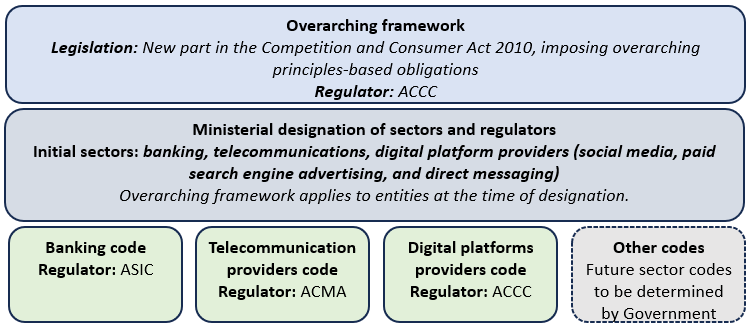 Overarching framework
Legislation: New part in the Competition and Consumer Act 2010, imposing overarching
principles-based obligations
Regulator: ACCC
Ministerial designation of sectors and regulators
Initial sectors: banking, telecommunications, digital platform providers (social media, paid
search engine advertising, and direct messaging)
Overarching framework applies to entities at the time of designation.
Banking code
Regulator: ASIC
Telecommunication
providers code
Regulator: ACMA
Digital platforms
providers code
Regulator: ACCC
Other codes
Future sector codes
to be determined
by Government